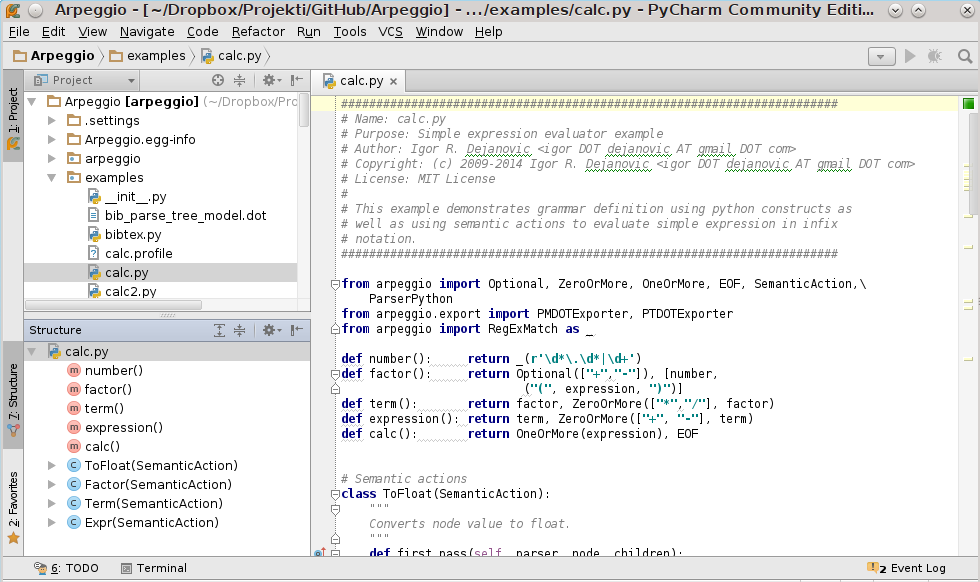 Arpeggio - [~/Dropbox/Projekti/GitHub/Arpeggio] - .../examples/calc.py - PyCharm Community Editi...
File Edit View Navigate Code Refactor Run Tools VCS Window Help
Arpeggio examples calc.py
1: Project
7: Structure
2: Favorites
Project
Arpeggio [arpeggio] (~/Dropbox/Pro
.settings
Arpeggio.egg-info
arpeggio
examples
__init__.py
bib_parse_tree_model.dot
bibtex.py
calc.profile
calc.py
calc2.py
Structure
calc.py
number()
factor()
term()
expression()
calc()
ToFloat(SemanticAction)
Factor(SemanticAction)
Term(SemanticAction)
Expr(SemanticAction)
calc.py
#######################################################################
# Name: calc.py
# Purpose: Simple expression evaluator example
# Author: Igor R. Dejanovic <igor DOT dejanovic AT gmail DOT com>
# Copyright: (c) 2009-2014 Igor R. Dejanovic <igor DOT dejanovic AT gmail DOT com>
# License: MIT License
#
# This example demonstrates grammar definition using python constructs as
# well as using semantic actions to evaluate simple expression in infix
# notation.
#######################################################################
from arpeggio import Optional, ZeroOrMore, OneOrMore, EOF, SemanticAction,\
ParserPython
from arpeggio.export import PMDOTExporter, PTDOTExporter
from arpeggio import RegExMatch as _
def number(): return _(r'\d*\.\d*|\d+')
def factor(): return Optional(["+","-"]), [number,
("(", expression, ")")]
def term(): return factor, ZeroOrMore(["*","/"], factor)
def expression(): return term, ZeroOrMore(["+", "-"], term)
def calc(): return OneOrMore(expression), EOF
# Semantic actions
class ToFloat(SemanticAction):
"""
Converts node value to float.
"""
def first_pass(self, parser, node, children):
6: TODO Terminal 2 Event Log